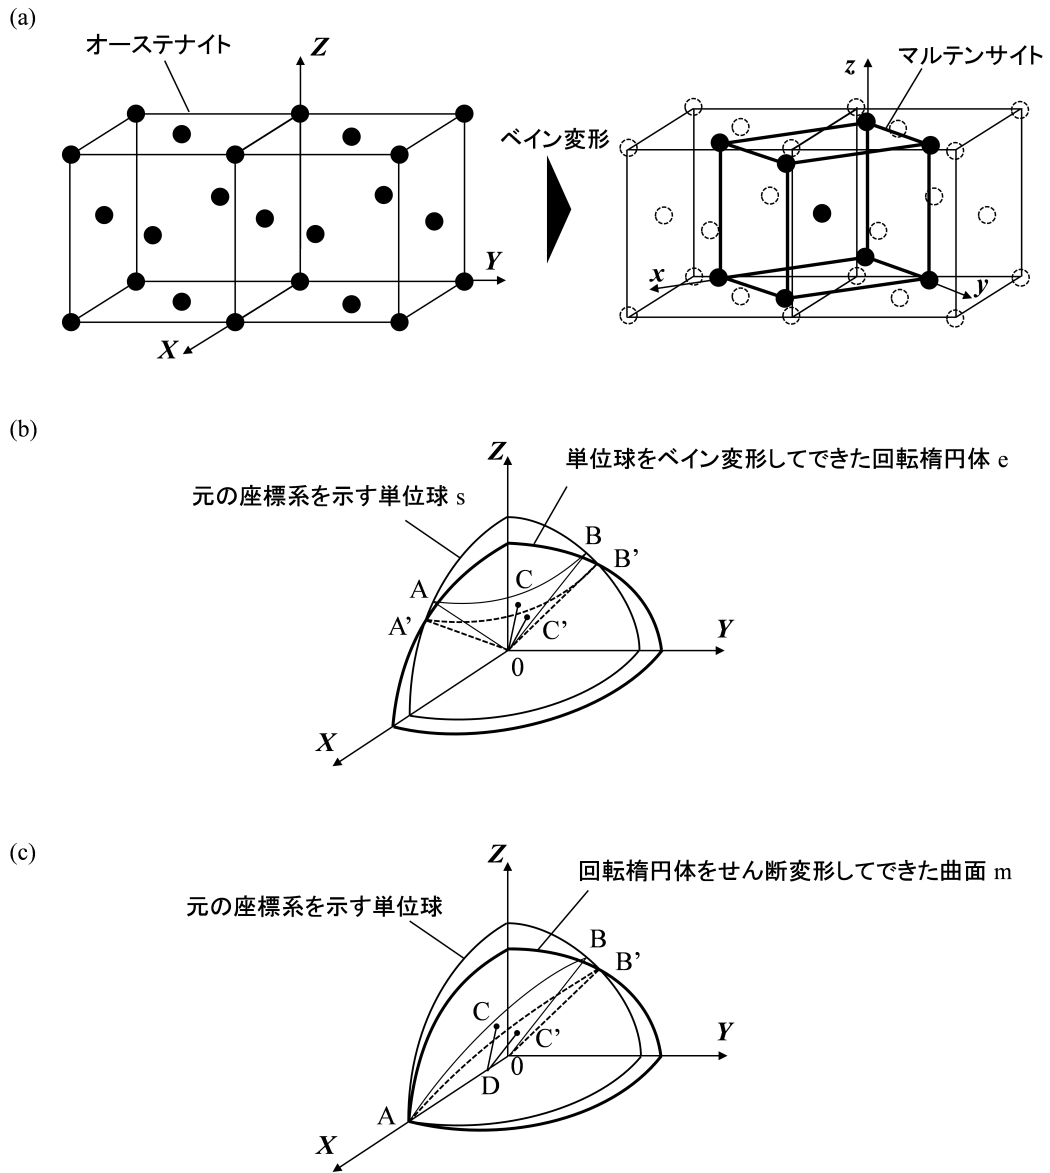 (a)
オーステナイト
Z
Y
X
ベイン変形
マルテンサイト
z
x
y
(b)
単位球をベイン変形してできた回転楕円体 e
元の座標系を示す単位球 s
Z
B
B'
A
A'
C
C'
0
Y
X
(c)
回転楕円体をせん断変形してできた曲面 m
元の座標系を示す単位球
Z
B
B'
C
C'
0
D
A
Y
X